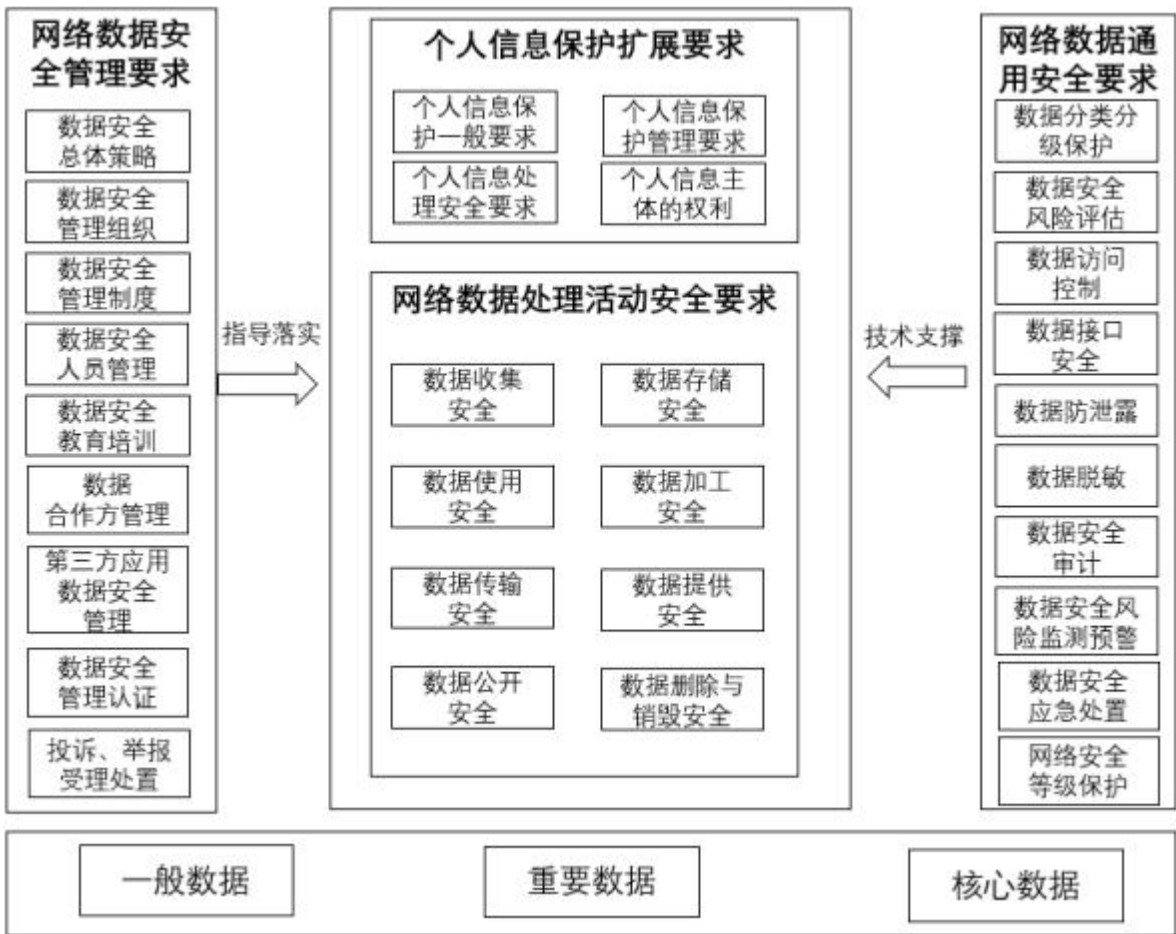 网络数据安
全管理要求
数据安全
总体策略
数据安全
管理组织
数据安全
管理制度
数据安全
人员管理
数据安全
教育培训
数据
合作方管理
第三方应用
数据安全
管理
数据安全
管理认证
投诉、举报
受理处置
指导落实
个人信息保护扩展要求
个人信息保
护一般要求
个人信息保
护管理要求
个人信息处
理安全要求
个人信息主
体的权利
网络数据处理活动安全要求
数据收集
安全
数据存储
安全
数据使用
安全
数据加工
安全
数据传输
安全
数据提供
安全
数据公开
安全
数据删除与
销毁安全
技术支撑
网络数据通
用安全要求
数据分类分
级保护
数据安全
风险评估
数据访问
控制
数据接口
安全
数据防泄露
数据脱敏
数据安全
审计
数据安全风
险监测预警
数据安全
应急处置
网络安全
等级保护
一般数据
重要数据
核心数据